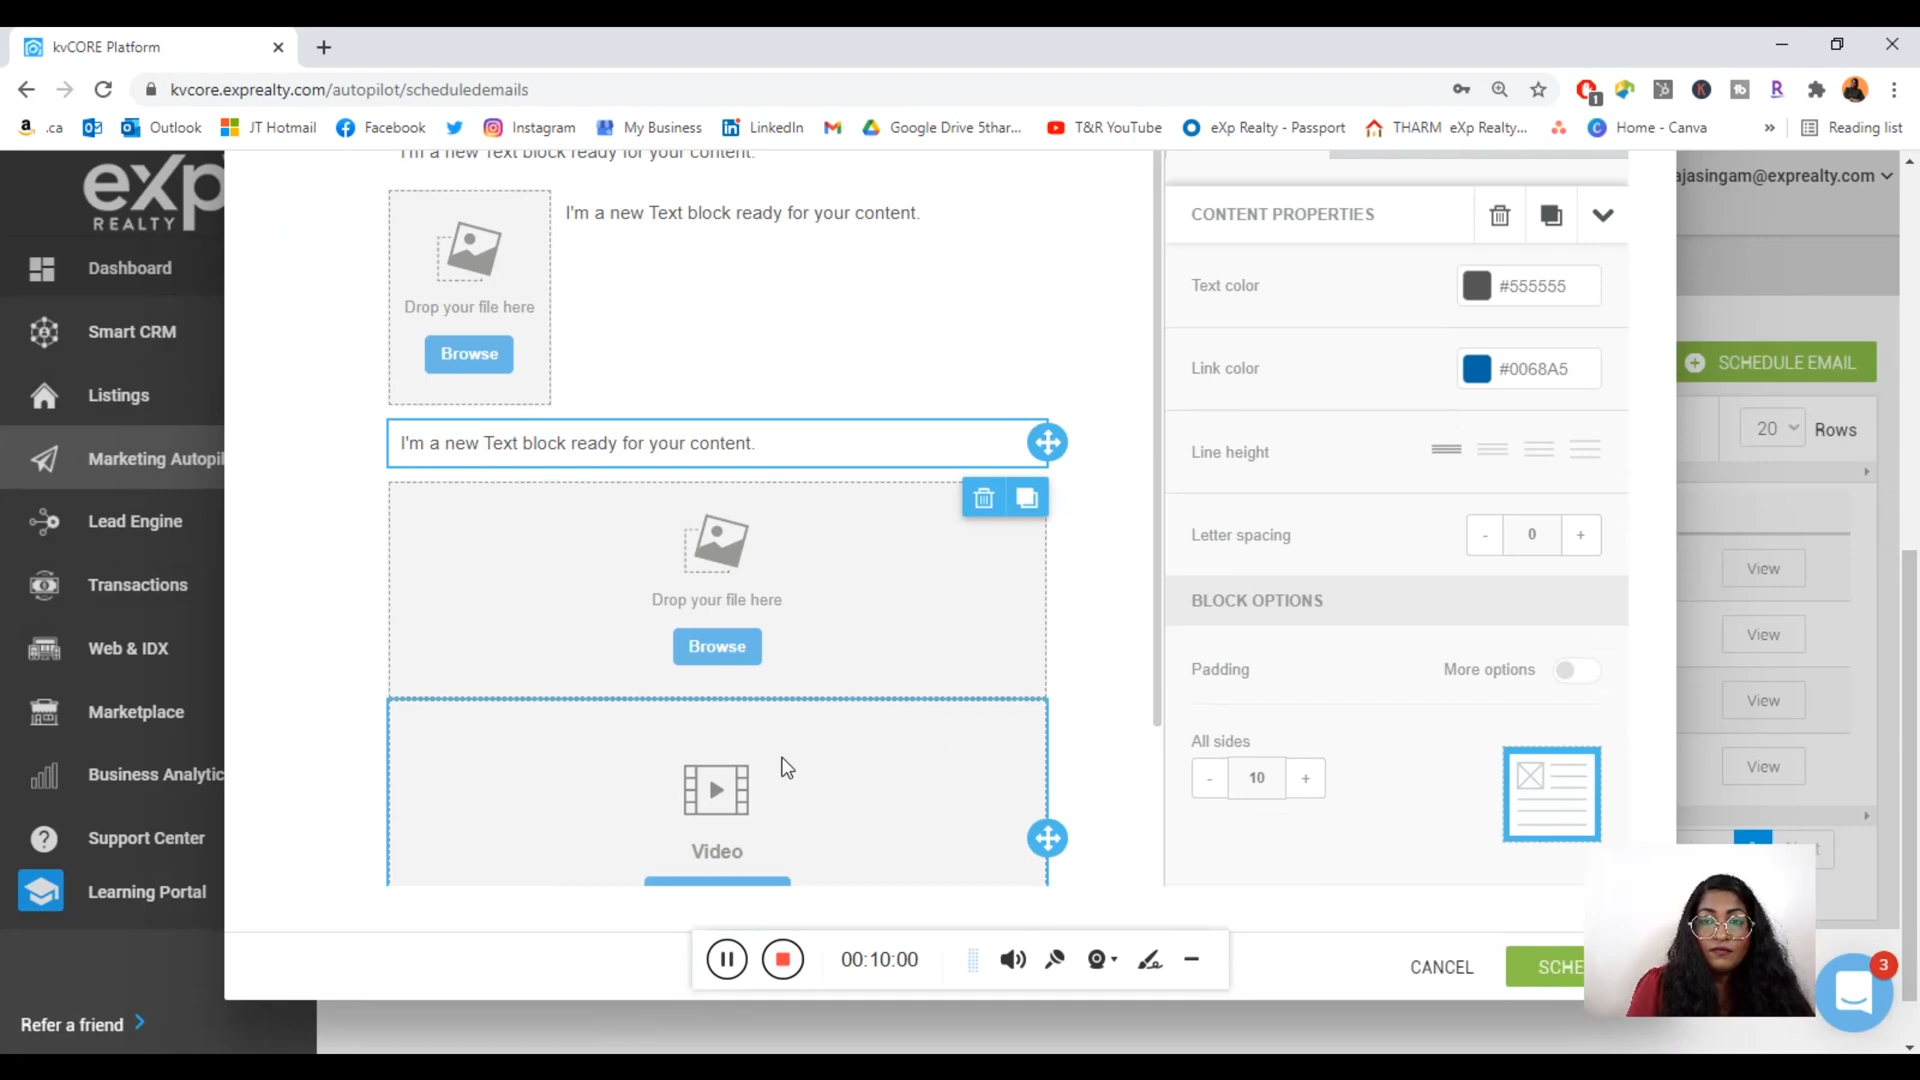 kvCORE Platform
kvcore.exprealty.com/autopilot/scheduledemails
1
a .ca
Outlook
JT Hotmail
Facebook
Instagram
My Business
LinkedIn
Google Drive 5thar...
T&R YouTube
eXp Realty - Passport
THARM eXp Realty...
Home - Canva
»
Reading list
eXp
REALTY
ajasingam@exprealty.com
Dashboard
Smart CRM
Listings
Marketing Autopil
Lead Engine
Transactions
Web & IDX
Marketplace
Business Analytic
Support Center
Learning Portal
Refer a friend
I'm a new Text block ready for your content.
I'm a new Text block ready for your content.
Drop your file here
Browse
I'm a new Text block ready for your content.
Drop your file here
Browse
Video
CONTENT PROPERTIES
Text color
#555555
Link color
#0068A5
Line height
Letter spacing
- 0 +
BLOCK OPTIONS
Padding
More options
All sides
- 10 +
SCHEDULE EMAIL
20 Rows
View
View
View
View
00:10:00
CANCEL
SCHE
3